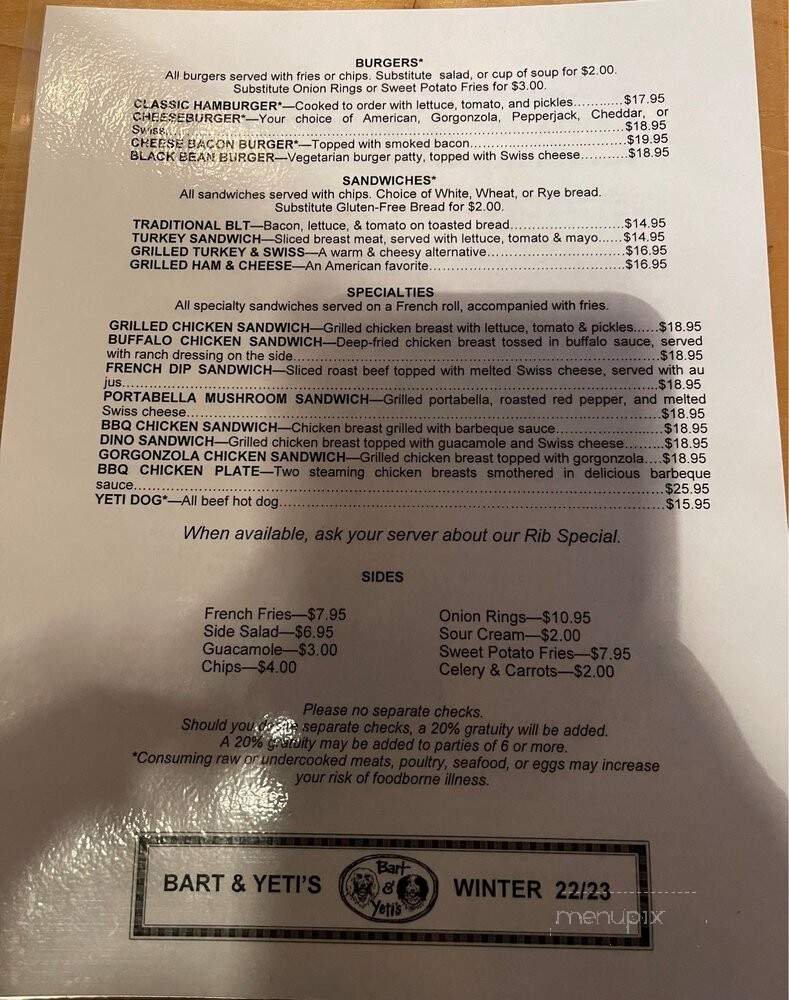 BURGERS*
All burgers served with fries or chips. Substitute salad, or cup of soup for $2.00.
Substitute Onion Rings or Sweet Potato Fries for $3.00.
CLASSIC HAMBURGER*—Cooked to order with lettuce, tomato, and pickles............$17.95
CHEESEBURGER*—Your choice of American, Gorgonzola, Pepperjack, Cheddar, or
Swiss...............................................................................................$18.95
CHEESE BACON BURGER*—Topped with smoked bacon........................................$19.95
BLACK BEAN BURGER—Vegetarian burger patty, topped with Swiss cheese............$18.95
SANDWICHES*
All sandwiches served with chips. Choice of White, Wheat, or Rye bread.
Substitute Gluten-Free Bread for $2.00.
TRADITIONAL BLT—Bacon, lettuce, & tomato on toasted bread.............................$14.95
TURKEY SANDWICH—Sliced breast meat, served with lettuce, tomato & mayo......$14.95
GRILLED TURKEY & SWISS—A warm & cheesy alternative...................................$16.95
GRILLED HAM & CHEESE—An American favorite..................................................$16.95
SPECIALTIES
All specialty sandwiches served on a French roll, accompanied with fries.
GRILLED CHICKEN SANDWICH—Grilled chicken breast with lettuce, tomato & pickles......$18.95
BUFFALO CHICKEN SANDWICH—Deep-fried chicken breast tossed in buffalo sauce, served
with ranch dressing on the side.............................................................................$18.95
FRENCH DIP SANDWICH—Sliced roast beef topped with melted Swiss cheese, served with au
jus.......................................................................................................................$18.95
PORTABELLA MUSHROOM SANDWICH—Grilled portabella, roasted red pepper, and melted
Swiss cheese........................................................................................................$18.95
BBQ CHICKEN SANDWICH—Chicken breast grilled with barbeque sauce.......................$18.95
DINO SANDWICH—Grilled chicken breast topped with guacamole and Swiss cheese.........$18.95
GORGONZOLA CHICKEN SANDWICH—Grilled chicken breast topped with gorgonzola....$18.95
BBQ CHICKEN PLATE—Two steaming chicken breasts smothered in delicious barbeque
sauce...................................................................................................................$25.95
YETI DOG*—All beef hot dog..................................................................................$15.95
When available, ask your server about our Rib Special.
SIDES
French Fries—$7.95
Side Salad—$6.95
Guacamole—$3.00
Chips—$4.00
Onion Rings—$10.95
Sour Cream—$2.00
Sweet Potato Fries—$7.95
Celery & Carrots—$2.00
Please no separate checks.
Should you desire separate checks, a 20% gratuity will be added.
A 20% gratuity may be added to parties of 6 or more.
*Consuming raw or undercooked meats, poultry, seafood, or eggs may increase
your risk of foodborne illness.
BART & YETI'S
Bart
&
Yeti's
WINTER 22/23
menupix